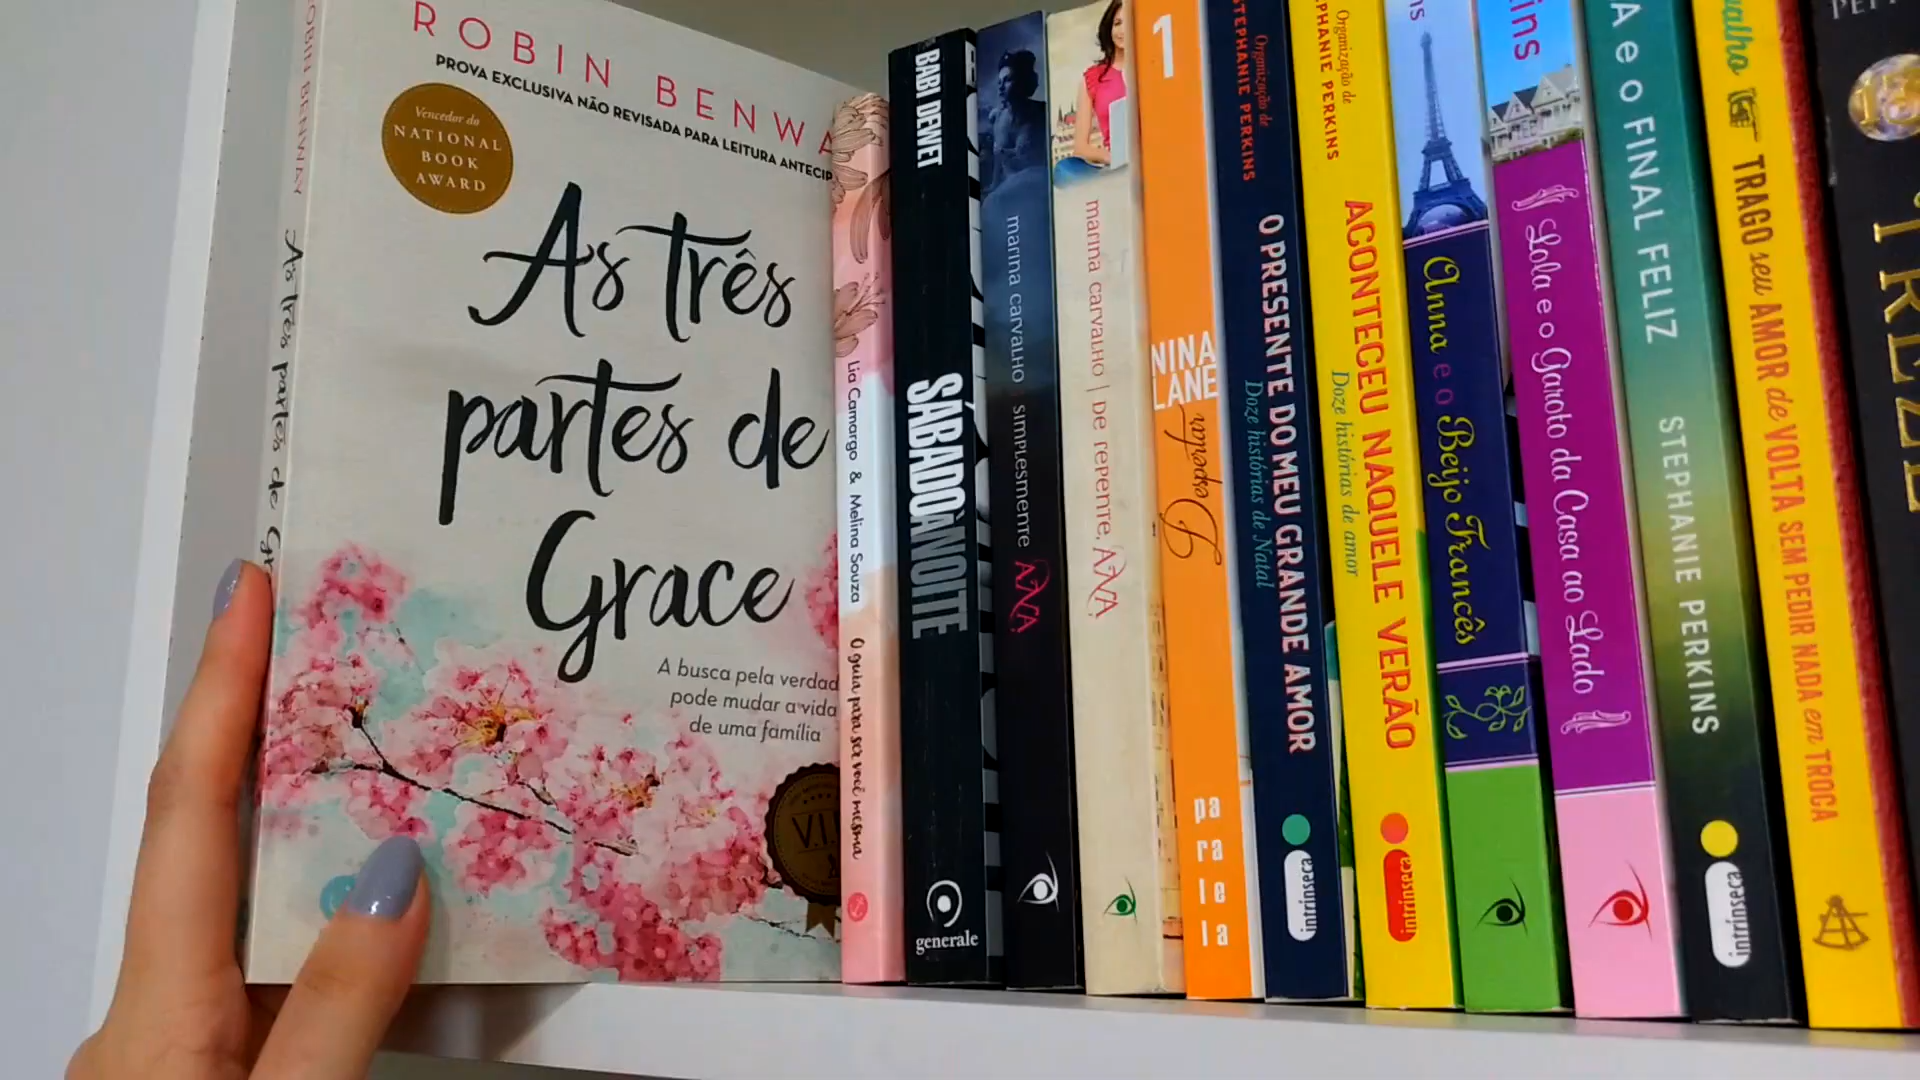 ROBIN BENWA
PROVA EXCLUSIVA NÃO REVISADA PARA LEITURA ANTECIP
Vencedor do
NATIONAL
BOOK
AWARD
As três
partes de
Grace
A busca pela verdad
pode mudar a vida
de uma família
V.I.
ROBIN BENWAY As três partes de Gr
Lia Camargo & Melina Souza O guia para ser você mesma
BABI DEWET SÁBADO À NOITE
generale
marina carvalho simplesmente ANA
marina carvalho | De repente, ANA
1
NINA
LANE
Desperta
pa
ra
le
la
Organização de
STEPHANIE PERKINS
O PRESENTE DO MEU GRANDE AMOR
Doze histórias de Natal
intrínseca
Organização de
PHANIE PERKINS
ACONTECEU NAQUELE VERÃO
Doze histórias de amor
intrínseca
ns
Anna e o Beijo Francês
ins
Lola e o Garoto da Casa ao Lado
A e o FINAL FELIZ STEPHANIE PERKINS
intrínseca
valho
TRAGO seu AMOR de VOLTA SEM PEDIR NADA em TROCA
13
TREZE